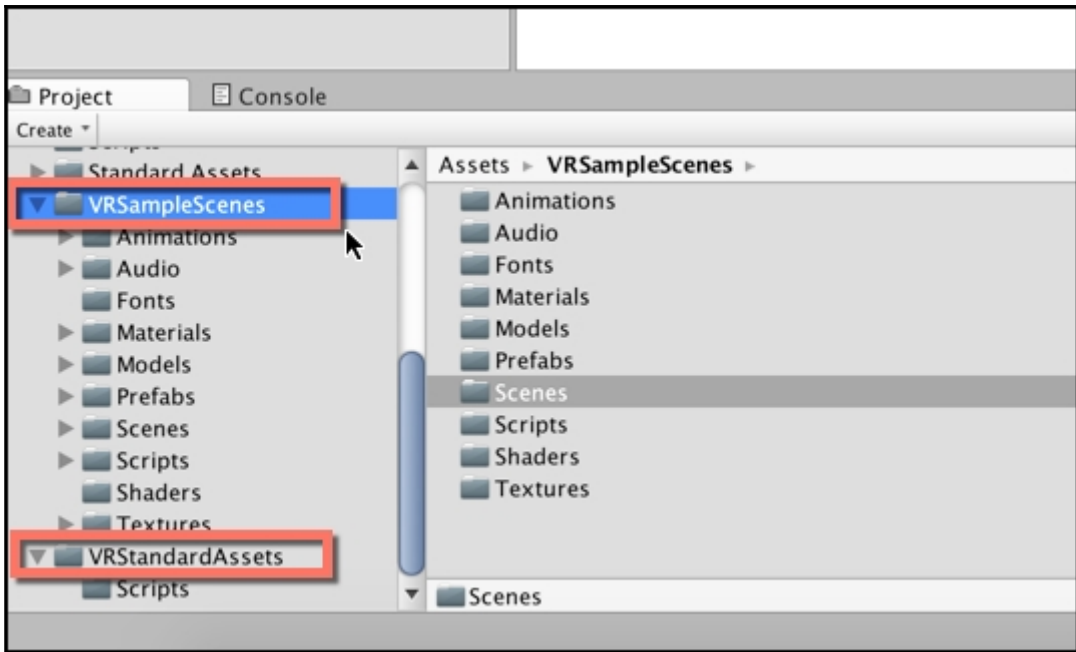 Project
Console
Create
Scripts
Standard Assets
VRSampleScenes
Animations
Audio
Fonts
Materials
Models
Prefabs
Scenes
Scripts
Shaders
Textures
VRStandardAssets
Scripts
Assets ▸ VRSampleScenes ▸
Animations
Audio
Fonts
Materials
Models
Prefabs
Scenes
Scripts
Shaders
Textures
Scenes